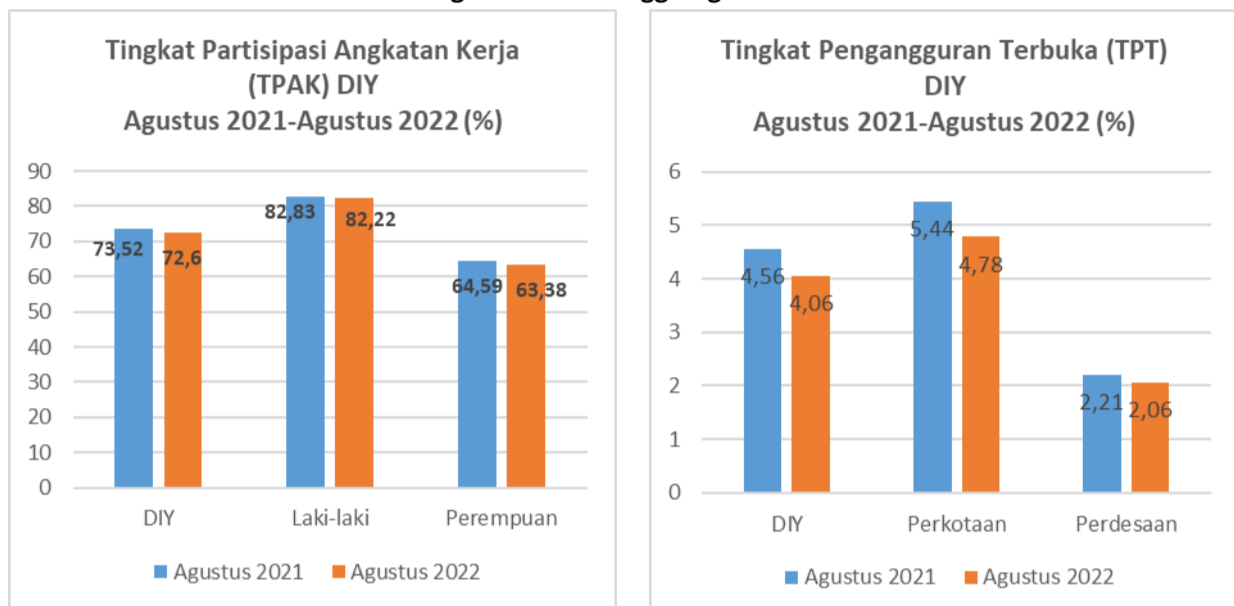 Tingkat Partisipasi Angkatan Kerja
(TPAK) DIY
Agustus 2021-Agustus 2022 (%)
90
80
70
60
50
40
30
20
10
0
73,52
72,6
82,83
82,22
64,59
63,38
DIY
Laki-laki
Perempuan
Agustus 2021
Agustus 2022
Tingkat Pengangguran Terbuka (TPT)
DIY
Agustus 2021-Agustus 2022 (%)
6
5
4
3
2
1
0
4,56
4,06
5,44
4,78
2,21
2,06
DIY
Perkotaan
Perdesaan
Agustus 2021
Agustus 2022